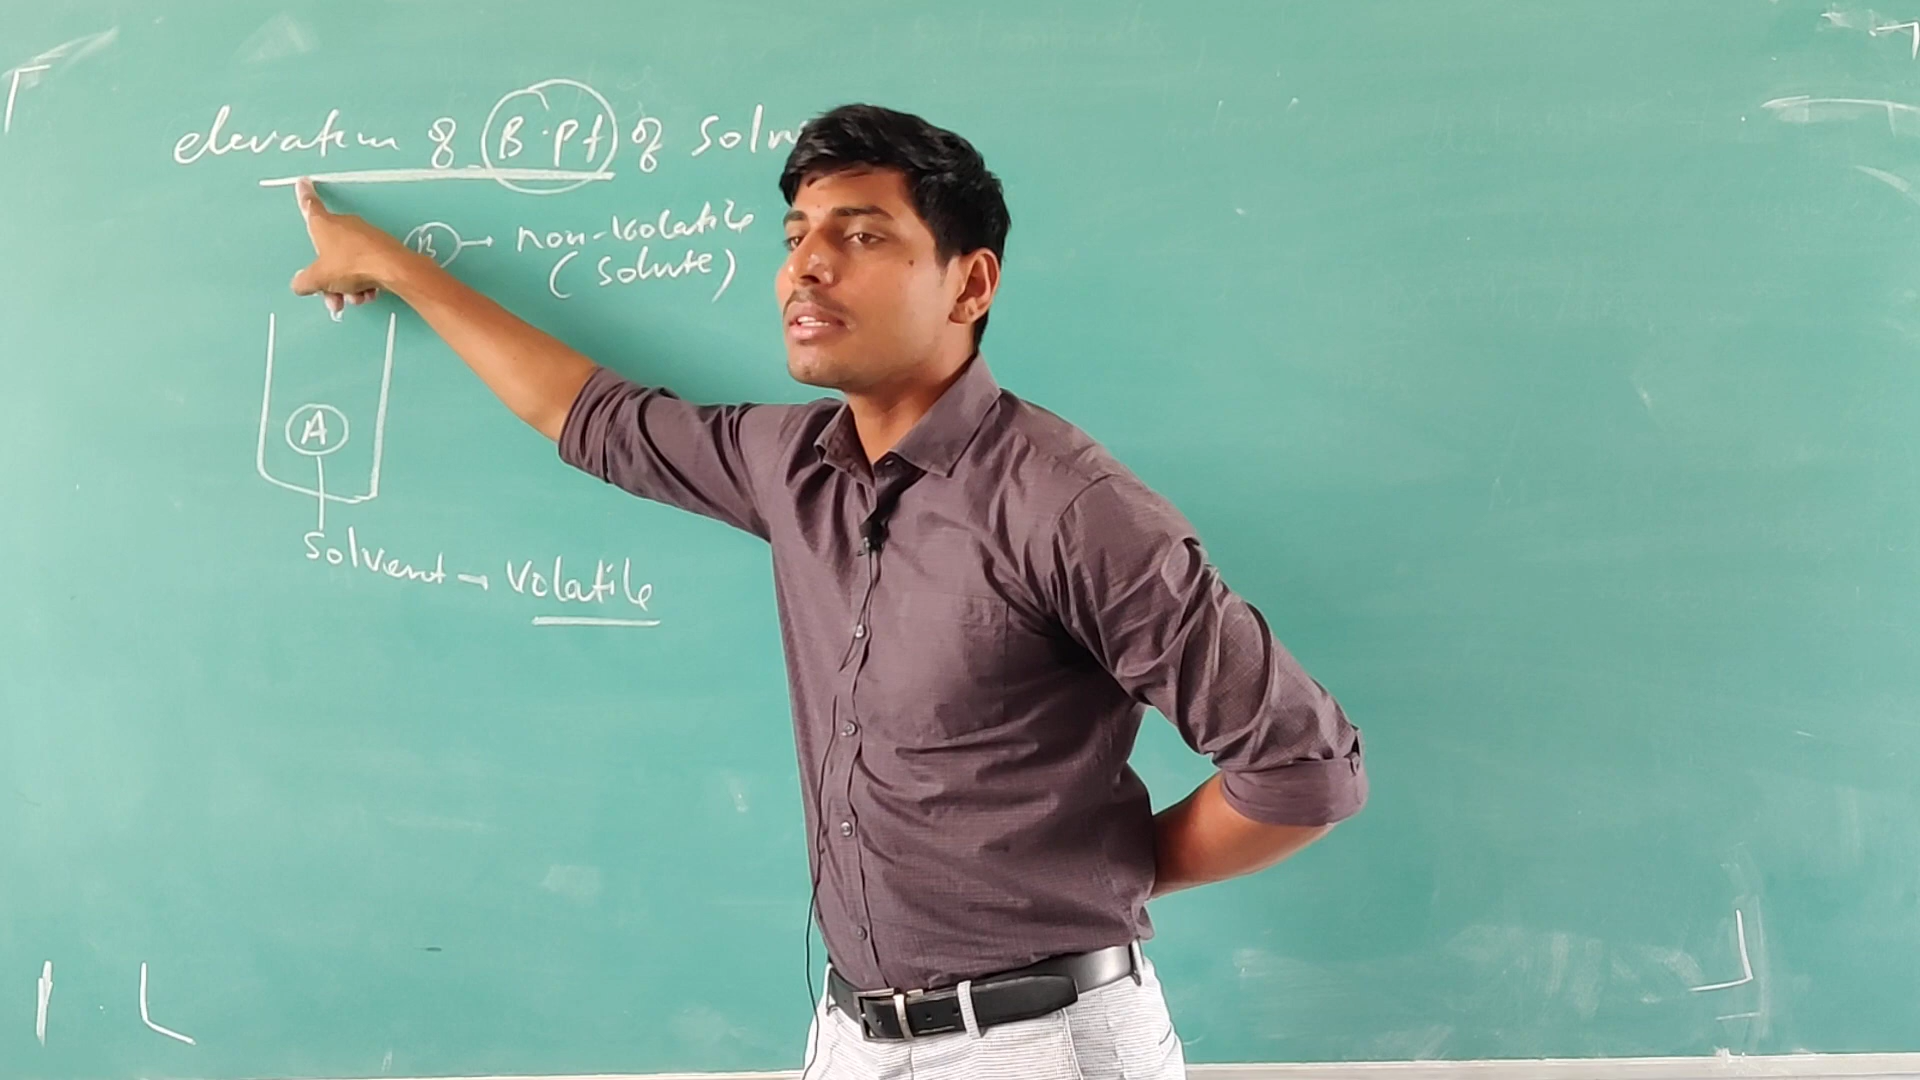 elevation of B.Pt of Solv
B → non-volatile
(Solute)
A
Solvent → Volatile